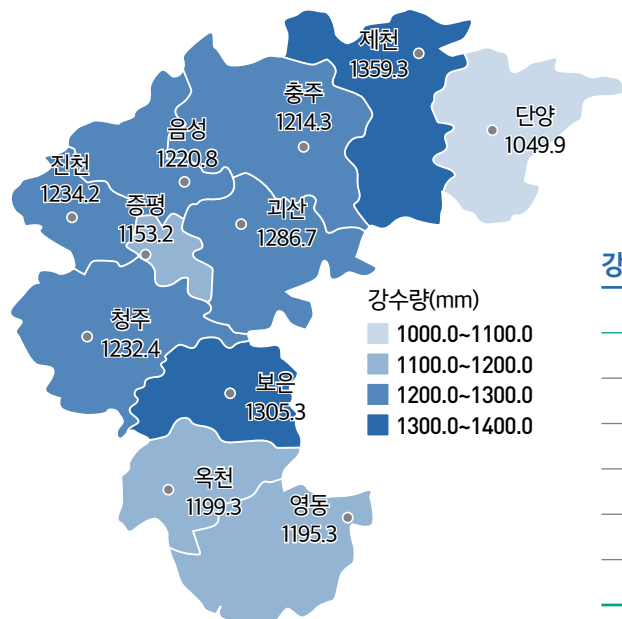 제천
1359.3
충주
1214.3
단양
1049.9
음성
1220.8
진천
1234.2
증평
1153.2
괴산
1286.7
강
강수량(mm)
1000.0~1100.0
1100.0~1200.0
1200.0~1300.0
1300.0~1400.0
청주
1232.4
보은
1305.3
옥천
1199.3
영동
1195.3